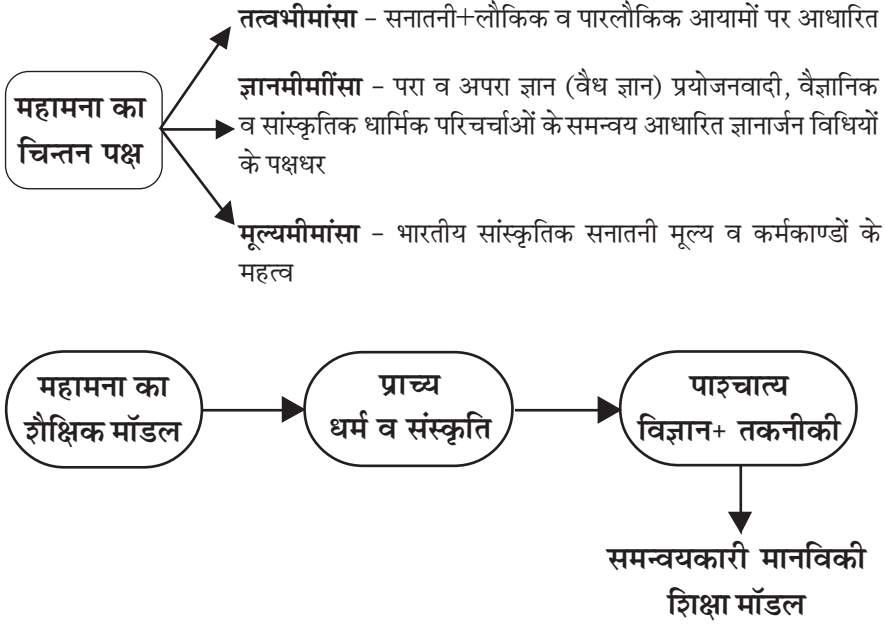 तत्वभीमांसा - सनातनी+लौकिक व पारलौकिक आयामों पर आधारित
महामना का
चिन्तन पक्ष
ज्ञानमीमाींसा - परा व अपरा ज्ञान (वैध ज्ञान) प्रयोजनवादी, वैज्ञानिक
व सांस्कृतिक धार्मिक परिचर्चाओं के समन्वय आधारित ज्ञानार्जन विधियों
के पक्षधर
मूल्यमीमांसा - भारतीय सांस्कृतिक सनातनी मूल्य व कर्मकाण्डों के
महत्व
महामना का
शैक्षिक मॉडल
प्राच्य
धर्म व संस्कृति
पाश्चात्य
विज्ञान+ तकनीकी
समन्वयकारी मानविकी
शिक्षा मॉडल